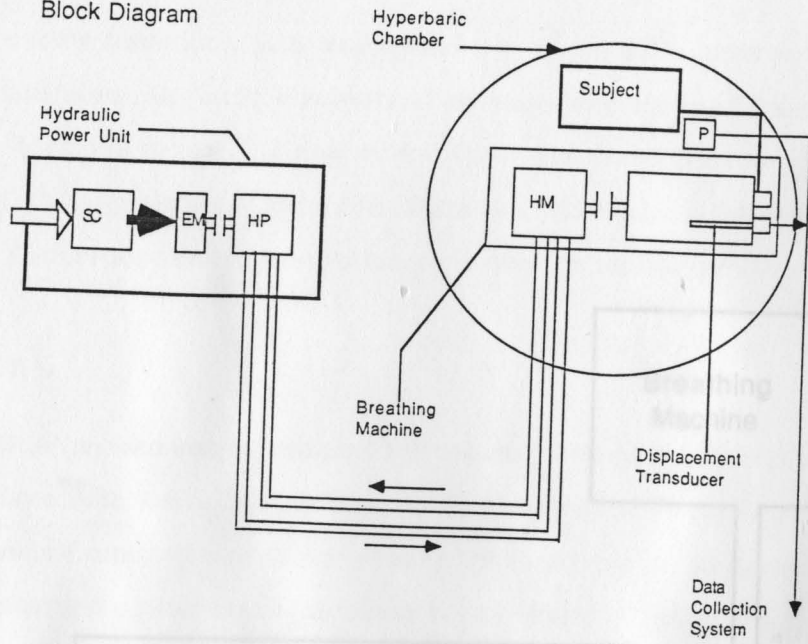 Block Diagram
Hyperbaric
Chamber
Subject
Hydraulic
Power Unit
P
SC
EM
HP
HM
Breathing
Machine
Breathing
Machine
Displacement
Transducer
Data
Collection
System